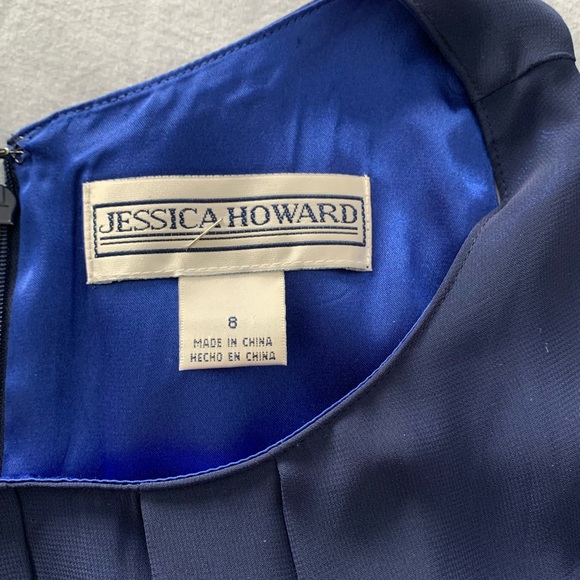 JESSICA HOWARD
8
MADE IN CHINA
HECHO EN CHINA